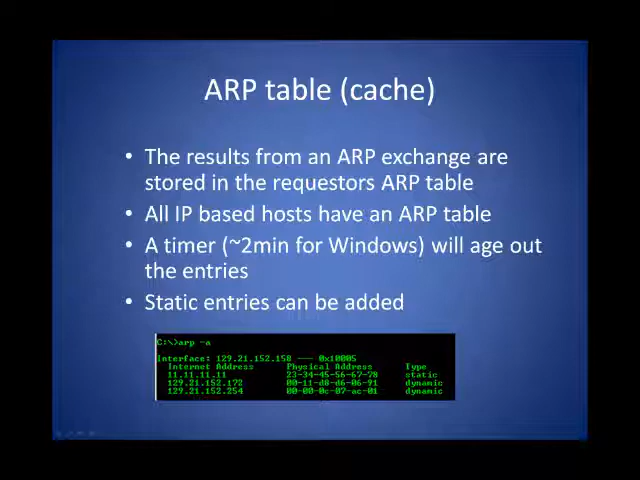 ARP table (cache)
• The results from an ARP exchange are
stored in the requestors ARP table
• All IP based hosts have an ARP table
• A timer (~2min for Windows) will age out
the entries
• Static entries can be added
C:\>arp -a
Interface: 129.21.152.158 --- 0x10005
Internet Address Physical Address Type
11.11.11.11 23-34-45-56-67-78 static
129.21.152.172 00-11-d8-d6-06-91 dynamic
129.21.152.254 00-00-0c-07-ac-01 dynamic